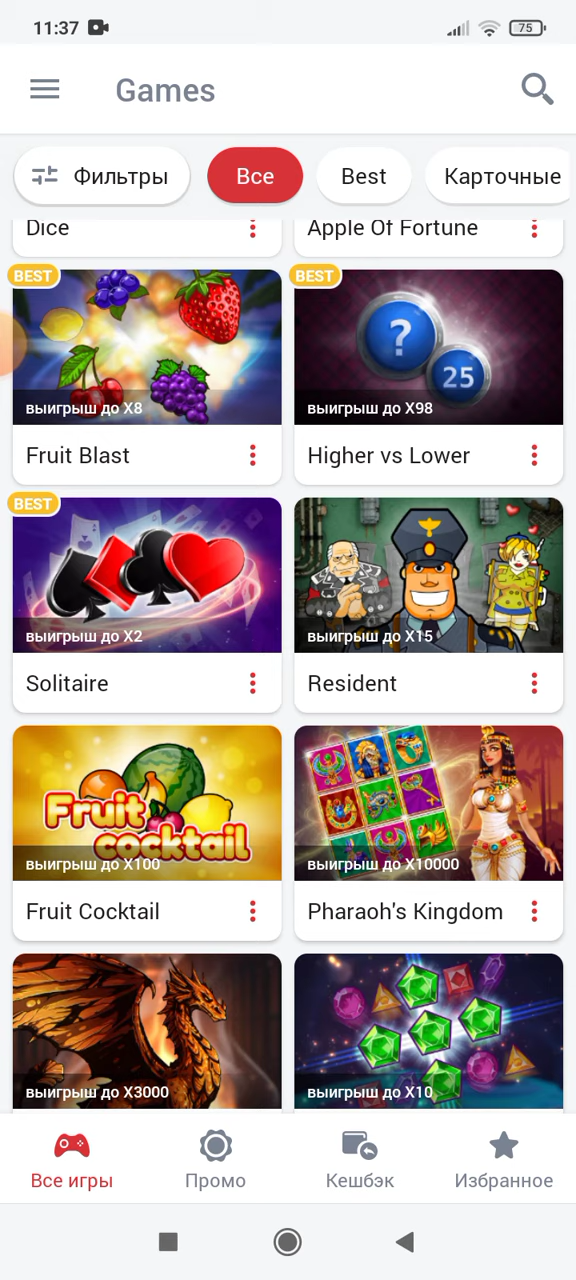 11:37
75
Games
Фильтры
Все
Best
Карточные
Dice
Apple Of Fortune
BEST
BEST
?
25
выигрыш до X8
выигрыш до X98
Fruit Blast
Higher vs Lower
BEST
выигрыш до X2
выигрыш до X15
Solitaire
Resident
Fruit
cocktail
выигрыш до X100
выигрыш до X10000
Fruit Cocktail
Pharaoh's Kingdom
выигрыш до X3000
выигрыш до X10
Все игры
Промо
Кешбэк
Избранное